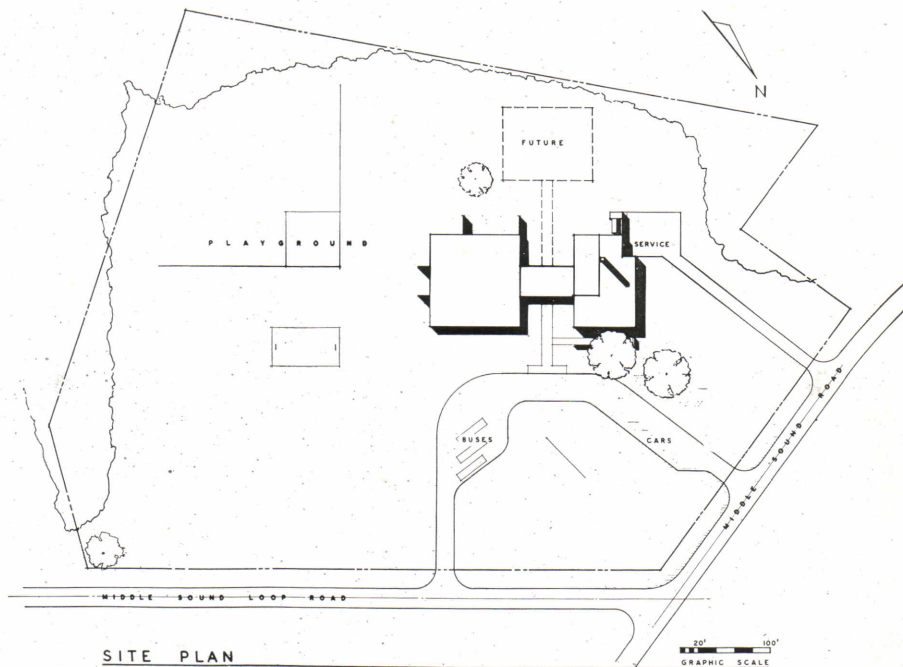 N
FUTURE
PLAYGROUND
SERVICE
BUSES
CARS
MIDDLE SOUND ROAD
MIDDLE SOUND LOOP ROAD
SITE PLAN
20' 100'
GRAPHIC SCALE